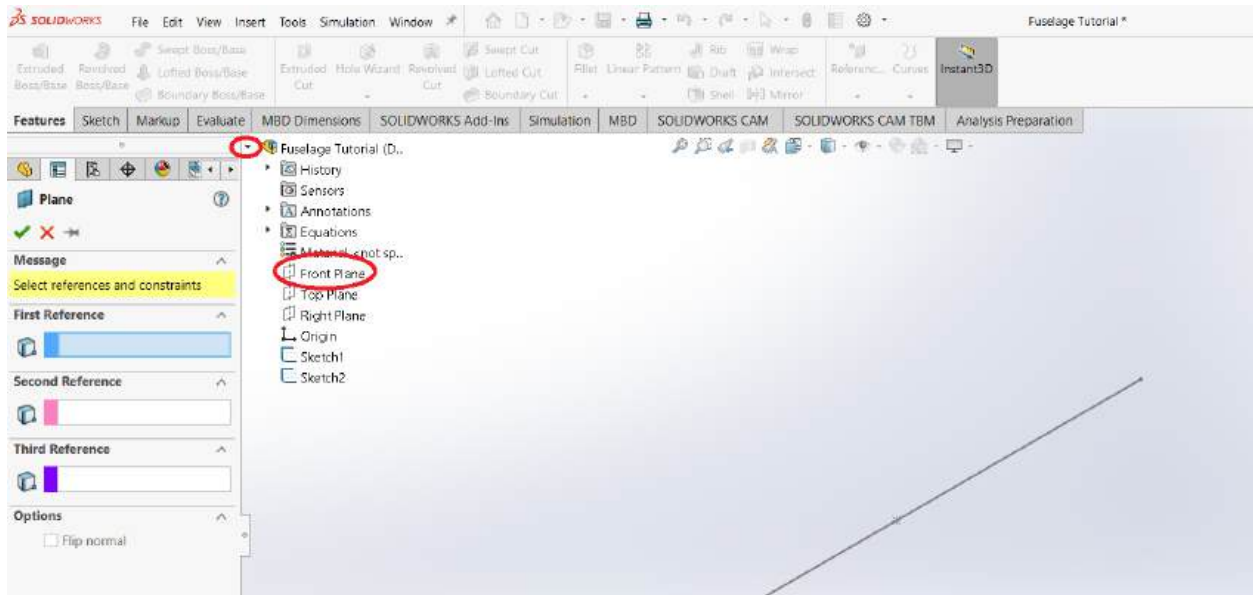 SOLIDWORKS File Edit View Insert Tools Simulation Window Fuselage Tutorial *
Extruded Boss/Base Revolved Boss/Base Swept Boss/Base Lofted Boss/Base Boundary Boss/Base Extruded Cut Hole Wizard Revolved Cut Swept Cut Lofted Cut Boundary Cut Fillet Linear Pattern Rib Draft Shell Wrap Intersect Mirror Referenc... Curves Instant3D
Features Sketch Markup Evaluate MBD Dimensions SOLIDWORKS Add-Ins Simulation MBD SOLIDWORKS CAM SOLIDWORKS CAM TBM Analysis Preparation
Fuselage Tutorial (D..
History
Sensors
Annotations
Equations
Material <not sp..
Front Plane
Top Plane
Right Plane
Origin
Sketch1
Sketch2
Plane
Message
Select references and constraints
First Reference
Second Reference
Third Reference
Options
Flip normal